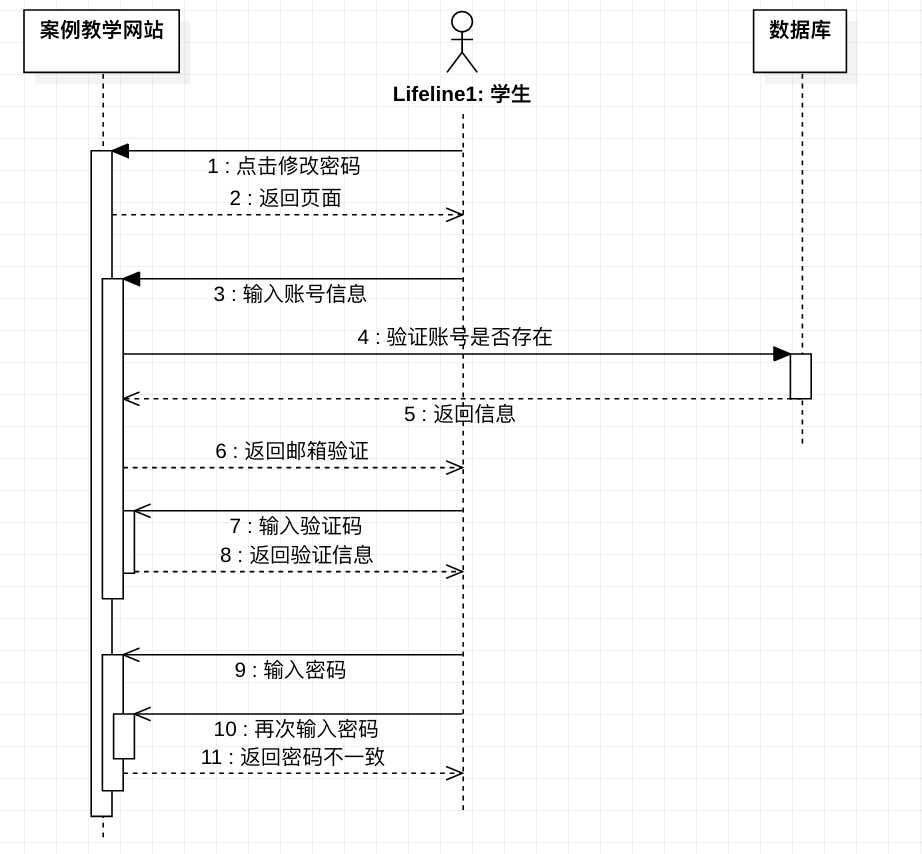 案例教学网站
数据库
Lifeline1: 学生
1 : 点击修改密码
2 : 返回页面
3 : 输入账号信息
4 : 验证账号是否存在
5 : 返回信息
6 : 返回邮箱验证
7 : 输入验证码
8 : 返回验证信息
9 : 输入密码
10 : 再次输入密码
11 : 返回密码不一致